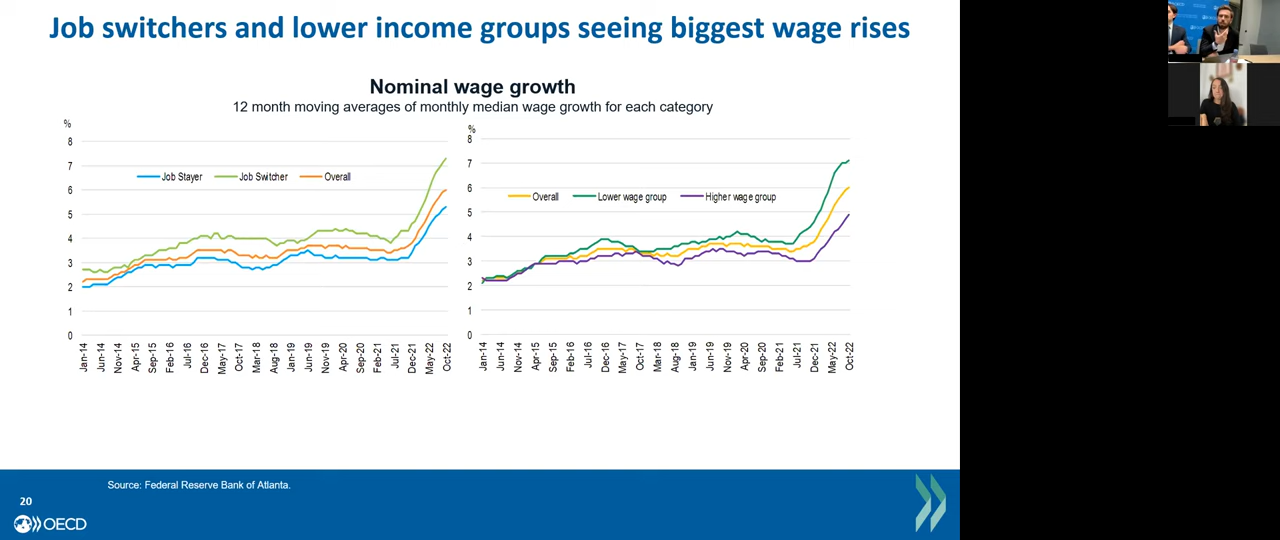 Job switchers and lower income groups seeing biggest wage rises
Nominal wage growth
12 month moving averages of monthly median wage growth for each category
%
8
7
6
5
4
3
2
1
0
Job Stayer
Job Switcher
Overall
Jan-14
Jun-14
Nov-14
Apr-15
Sep-15
Feb-16
Jul-16
Dec-16
May-17
Oct-17
Mar-18
Aug-18
Jan-19
Jun-19
Nov-19
Apr-20
Sep-20
Feb-21
Jul-21
Dec-21
May-22
Oct-22
%
8
7
6
5
4
3
2
1
0
Overall
Lower wage group
Higher wage group
Jan-14
Jun-14
Nov-14
Apr-15
Sep-15
Feb-16
Jul-16
Dec-16
May-17
Oct-17
Mar-18
Aug-18
Jan-19
Jun-19
Nov-19
Apr-20
Sep-20
Feb-21
Jul-21
Dec-21
May-22
Oct-22
Source: Federal Reserve Bank of Atlanta.
20
OECD